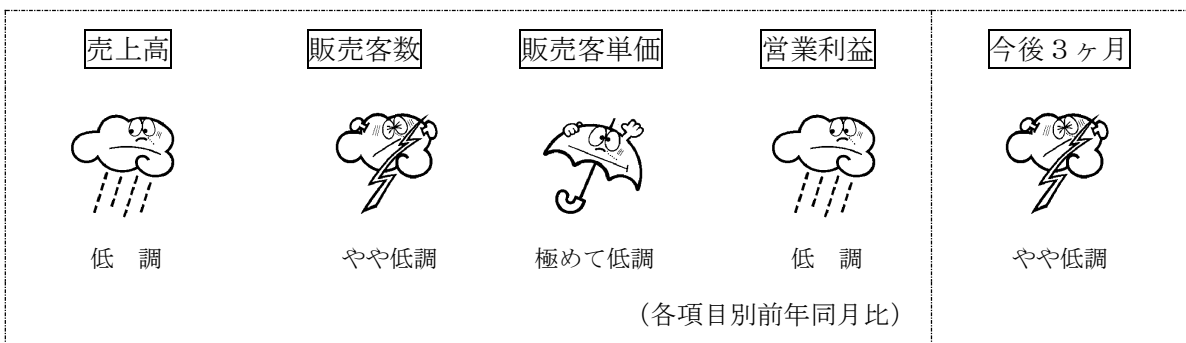 売上高 販売客数 販売客単価 営業利益 今後３ヶ月
低　調 やや低調 極めて低調 低　調 やや低調
（各項目別前年同月比）